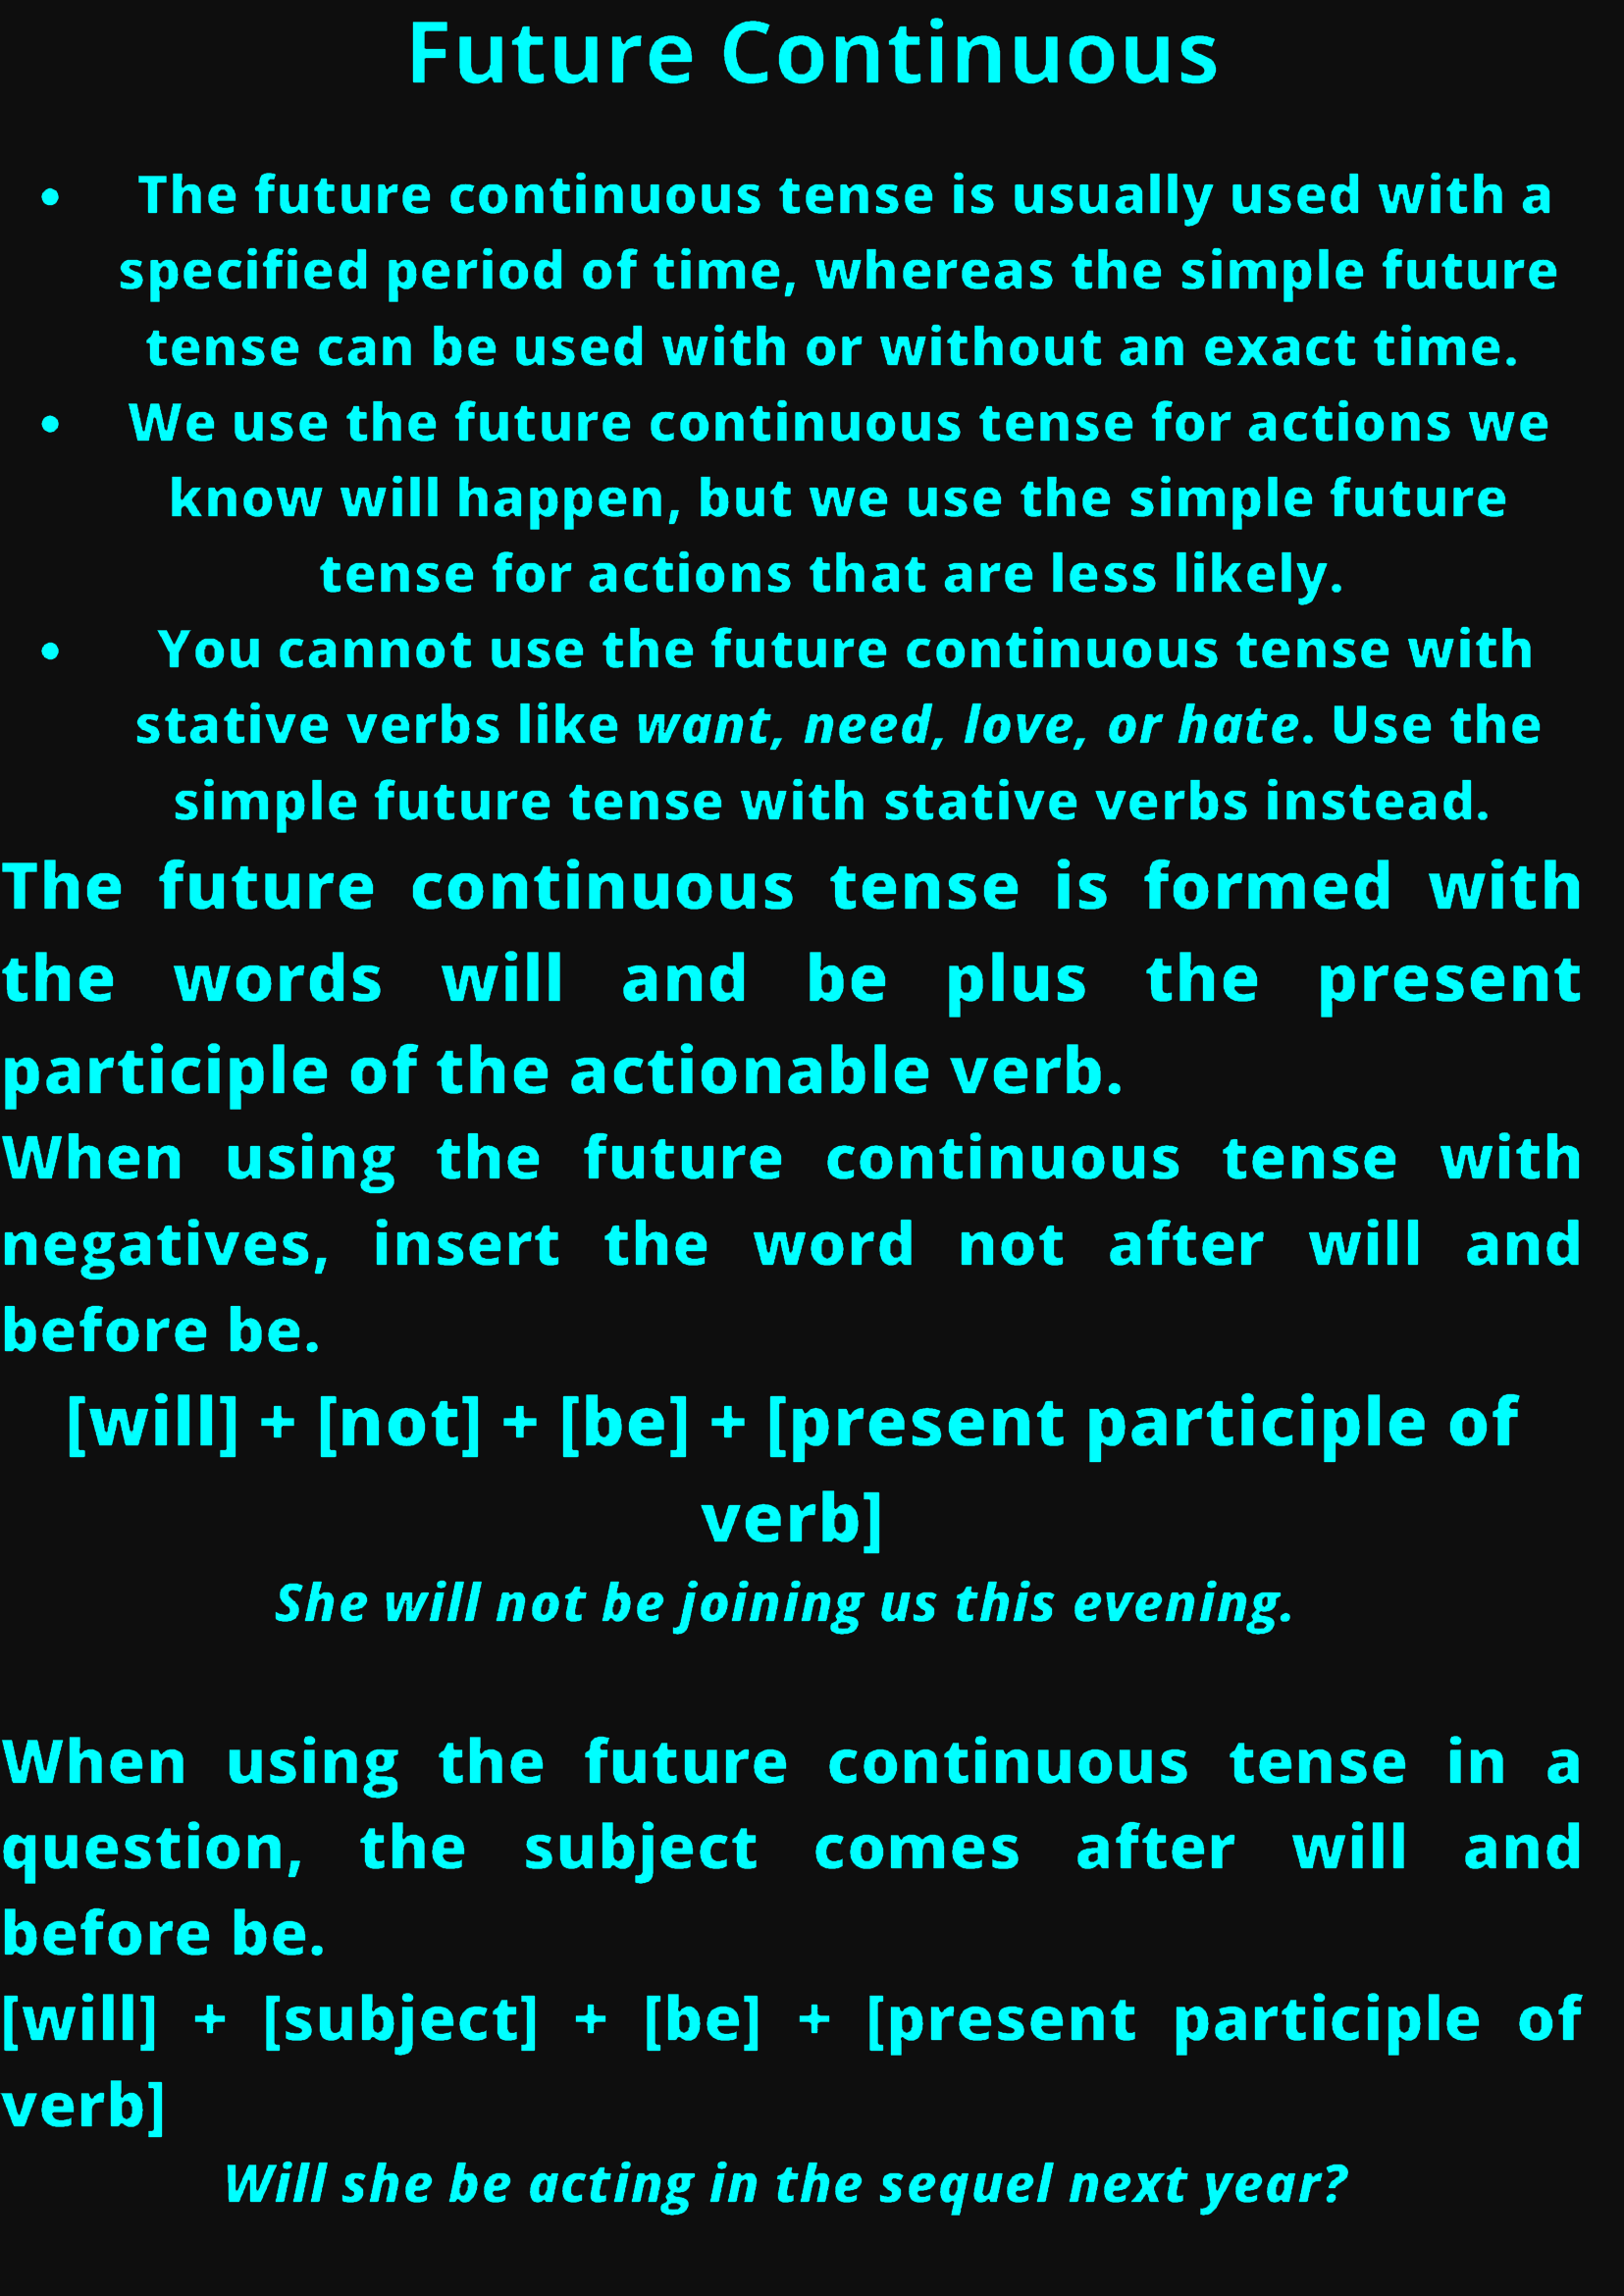 Future Continuous
• The future continuous tense is usually used with a
specified period of time, whereas the simple future
tense can be used with or without an exact time.
• We use the future continuous tense for actions we
know will happen, but we use the simple future
tense for actions that are less likely.
• You cannot use the future continuous tense with
stative verbs like want, need, love, or hate. Use the
simple future tense with stative verbs instead.
The future continuous tense is formed with
the words will and be plus the present
participle of the actionable verb.
When using the future continuous tense with
negatives, insert the word not after will and
before be.
[will] + [not] + [be] + [present participle of
verb]
She will not be joining us this evening.
When using the future continuous tense in a
question, the subject comes after will and
before be.
[will] + [subject] + [be] + [present participle of
verb]
Will she be acting in the sequel next year?